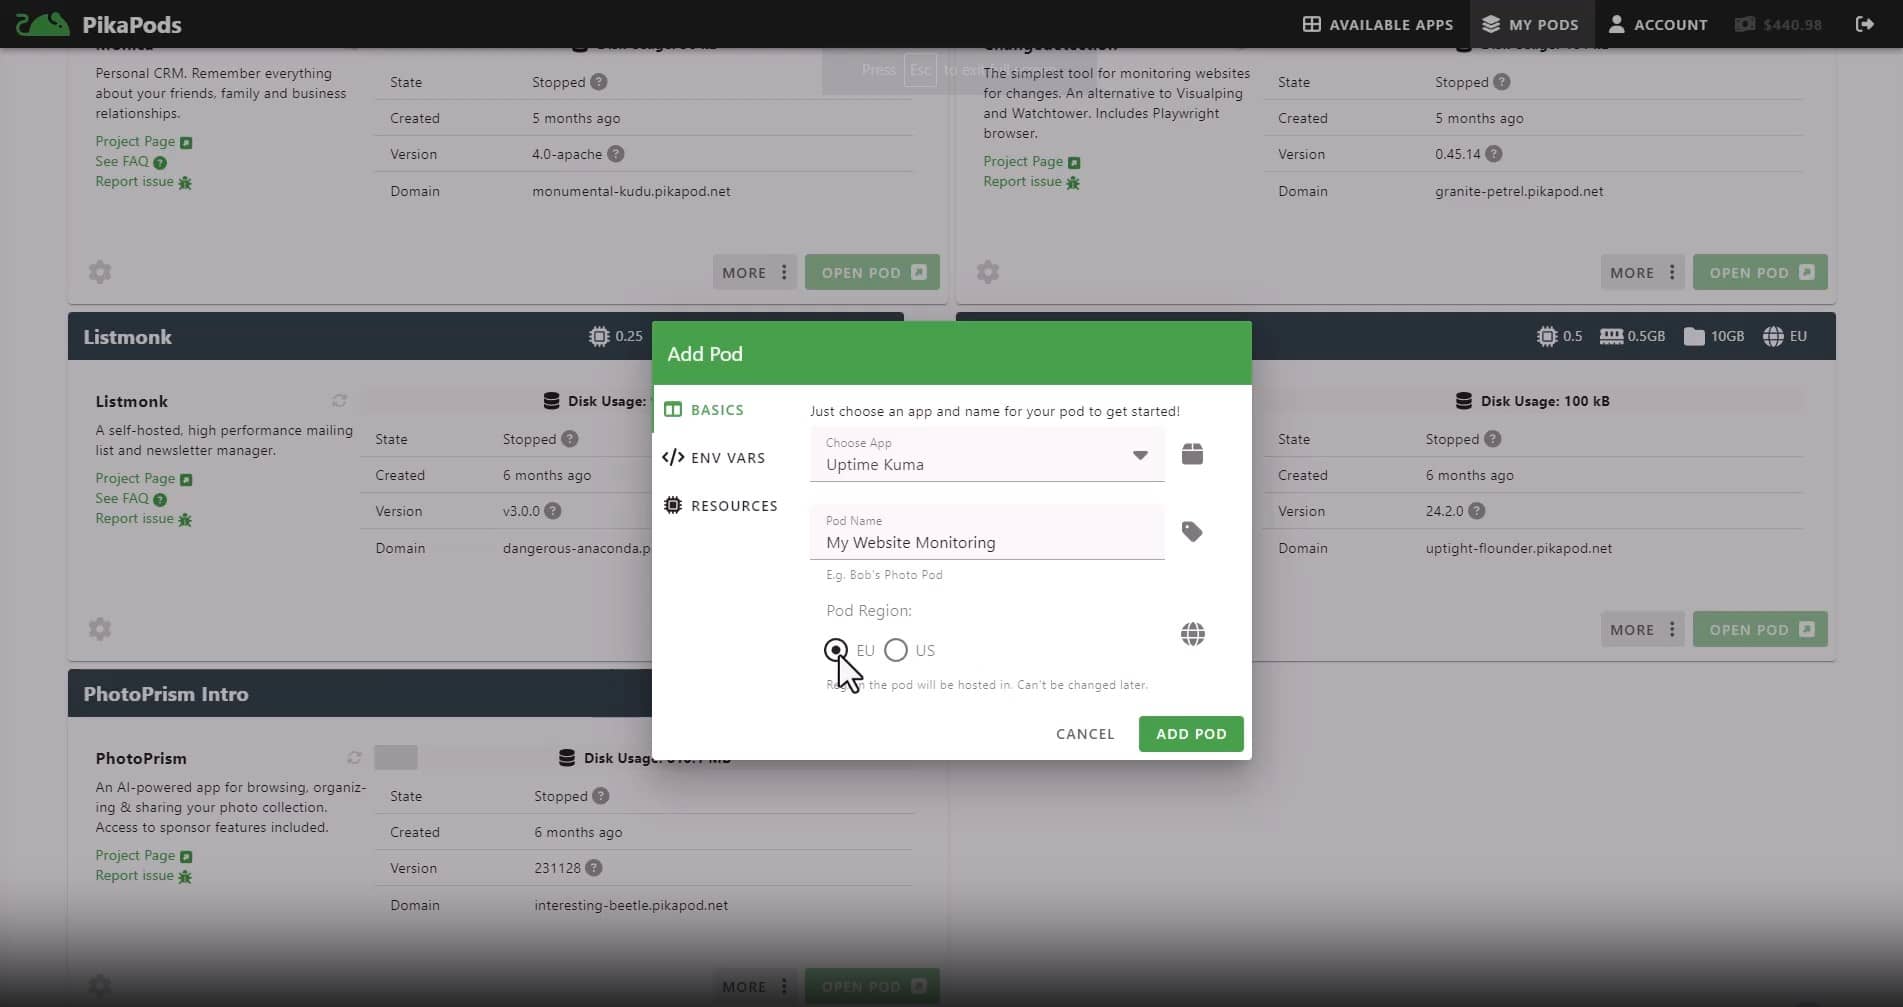 PikaPods
AVAILABLE APPS
MY PODS
ACCOUNT
$440.98
Press Esc to exit full screen
Personal CRM. Remember everything
about your friends, family and business
relationships.
Project Page
See FAQ
Report issue
State Stopped
Created 5 months ago
Version 4.0-apache
Domain monumental-kudu.pikapod.net
MORE
OPEN POD
Changedetection
The simplest tool for monitoring websites
for changes. An alternative to Visualping
and Watchtower. Includes Playwright
browser.
Project Page
Report issue
State Stopped
Created 5 months ago
Version 0.45.14
Domain granite-petrel.pikapod.net
MORE
OPEN POD
Listmonk
0.25
Listmonk
A self-hosted, high performance mailing
list and newsletter manager.
Project Page
See FAQ
Report issue
Disk Usage:
State Stopped
Created 6 months ago
Version v3.0.0
Domain dangerous-anaconda.p
0.5 0.5GB 10GB EU
Disk Usage: 100 kB
State Stopped
Created 6 months ago
Version 24.2.0
Domain uptight-flounder.pikapod.net
MORE
OPEN POD
Add Pod
BASICS
ENV VARS
RESOURCES
Just choose an app and name for your pod to get started!
Choose App
Uptime Kuma
Pod Name
My Website Monitoring
E.g. Bob's Photo Pod
Pod Region:
EU US
Region the pod will be hosted in. Can't be changed later.
CANCEL
ADD POD
PhotoPrism Intro
PhotoPrism
An AI-powered app for browsing, organiz-
ing & sharing your photo collection.
Access to sponsor features included.
Project Page
Report issue
Disk Usage:
State Stopped
Created 6 months ago
Version 231128
Domain interesting-beetle.pikapod.net
MORE
OPEN POD